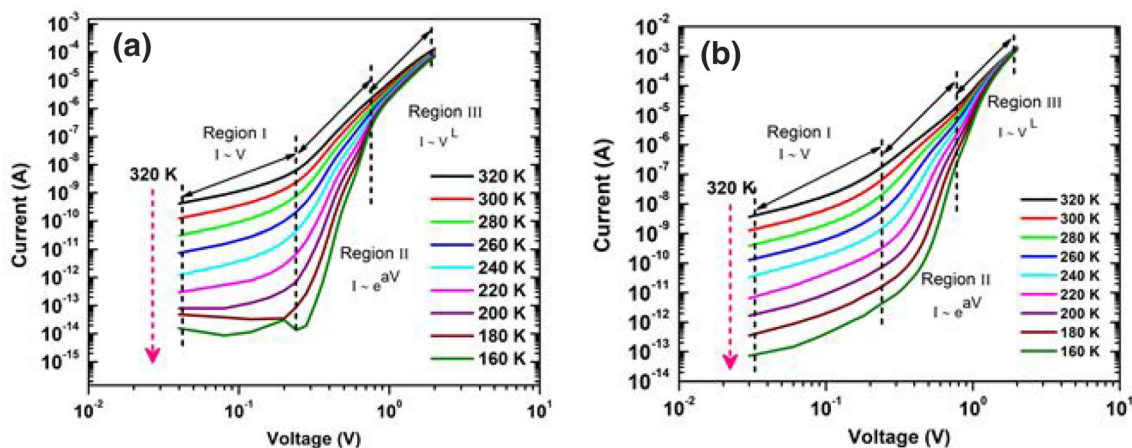 (a)
Current (A)
10^-3
10^-4
10^-5
10^-6
10^-7
10^-8
10^-9
10^-10
10^-11
10^-12
10^-13
10^-14
10^-15
Region I
I ~ V
Region III
I ~ V^L
320 K
Region II
I ~ e^aV
320 K
300 K
280 K
260 K
240 K
220 K
200 K
180 K
160 K
10^-2
10^-1
10^0
10^1
Voltage (V)
(b)
Current (A)
10^-2
10^-3
10^-4
10^-5
10^-6
10^-7
10^-8
10^-9
10^-10
10^-11
10^-12
10^-13
10^-14
Region I
I ~ V
Region III
I ~ V^L
320 K
Region II
I ~ e^aV
320 K
300 K
280 K
260 K
240 K
220 K
200 K
180 K
160 K
10^-2
10^-1
10^0
10^1
Voltage (V)